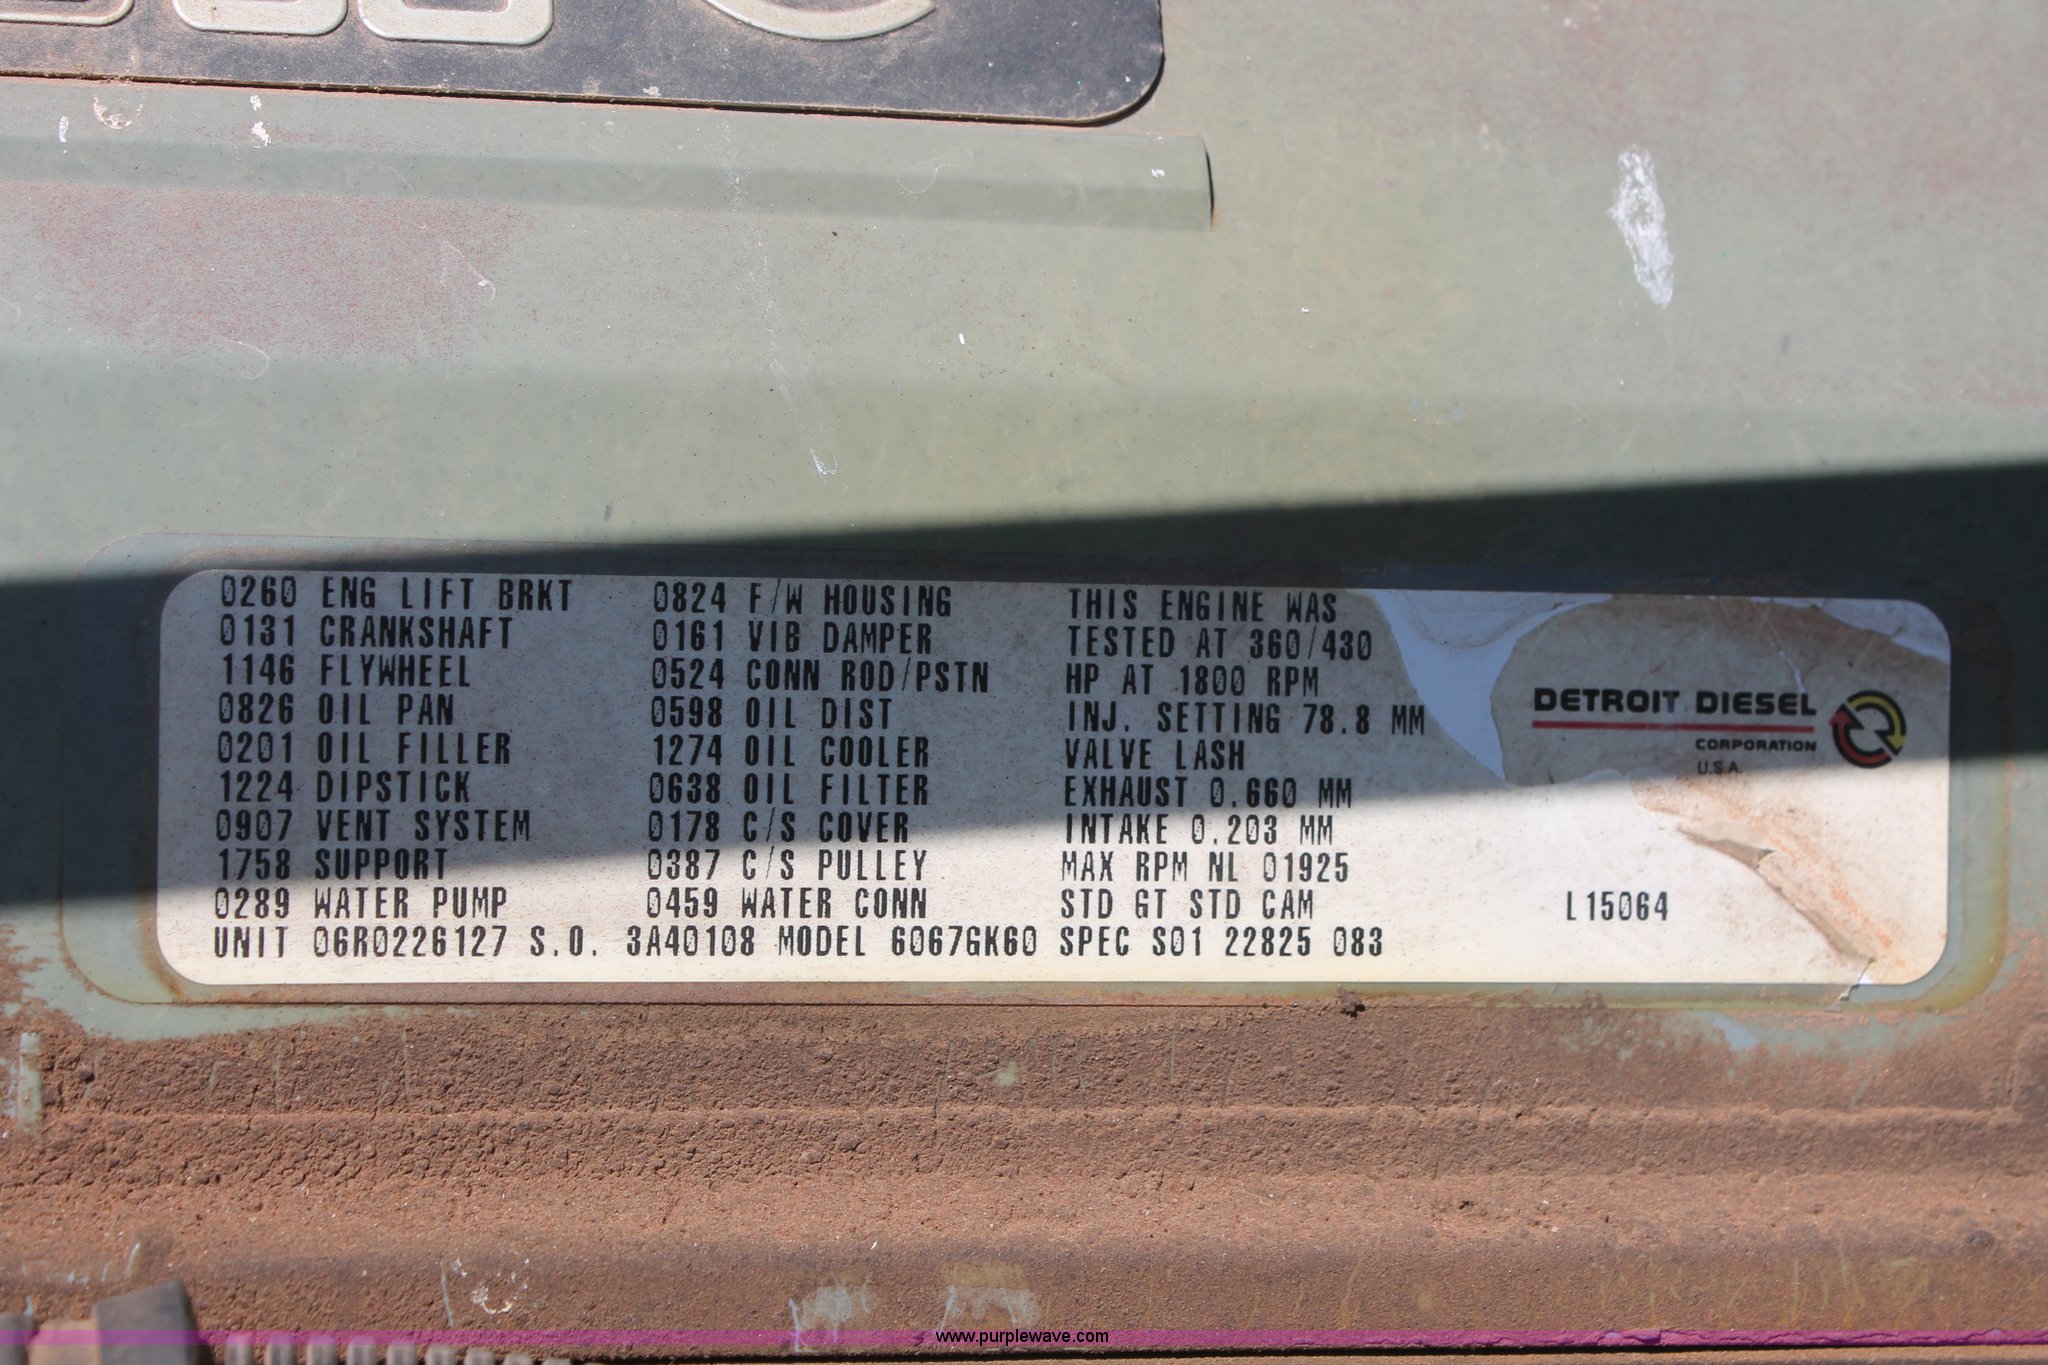 0260 ENG LIFT BRKT 0824 F/W HOUSING THIS ENGINE WAS
0131 CRANKSHAFT 0161 VIB DAMPER TESTED AT 360/430
1146 FLYWHEEL 0524 CONN ROD/PSTN HP AT 1800 RPM
0826 OIL PAN 0598 OIL DIST INJ. SETTING 78.8 MM
0201 OIL FILLER 1274 OIL COOLER VALVE LASH
1224 DIPSTICK 0638 OIL FILTER EXHAUST 0.660 MM
0907 VENT SYSTEM 0178 C/S COVER INTAKE 0.203 MM
1758 SUPPORT 0387 C/S PULLEY MAX RPM NL 01925
0289 WATER PUMP 0459 WATER CONN STD GT STD CAM
UNIT 06R0226127 S.O. 3A40108 MODEL 6067GK60 SPEC S01 22825 083
DETROIT DIESEL
CORPORATION
U.S.A.
L15064
www.purplewave.com